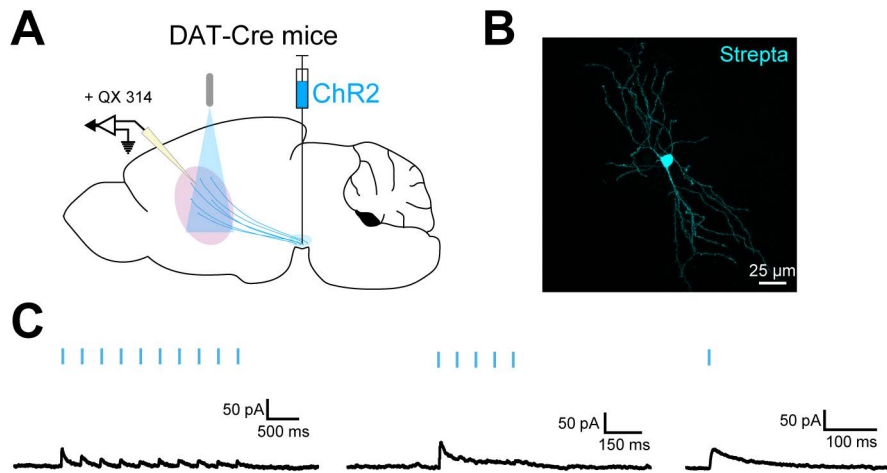 A
DAT-Cre mice
+ QX 314
ChR2
B
Strepta
25 µm
C
50 pA
500 ms
50 pA
150 ms
50 pA
100 ms